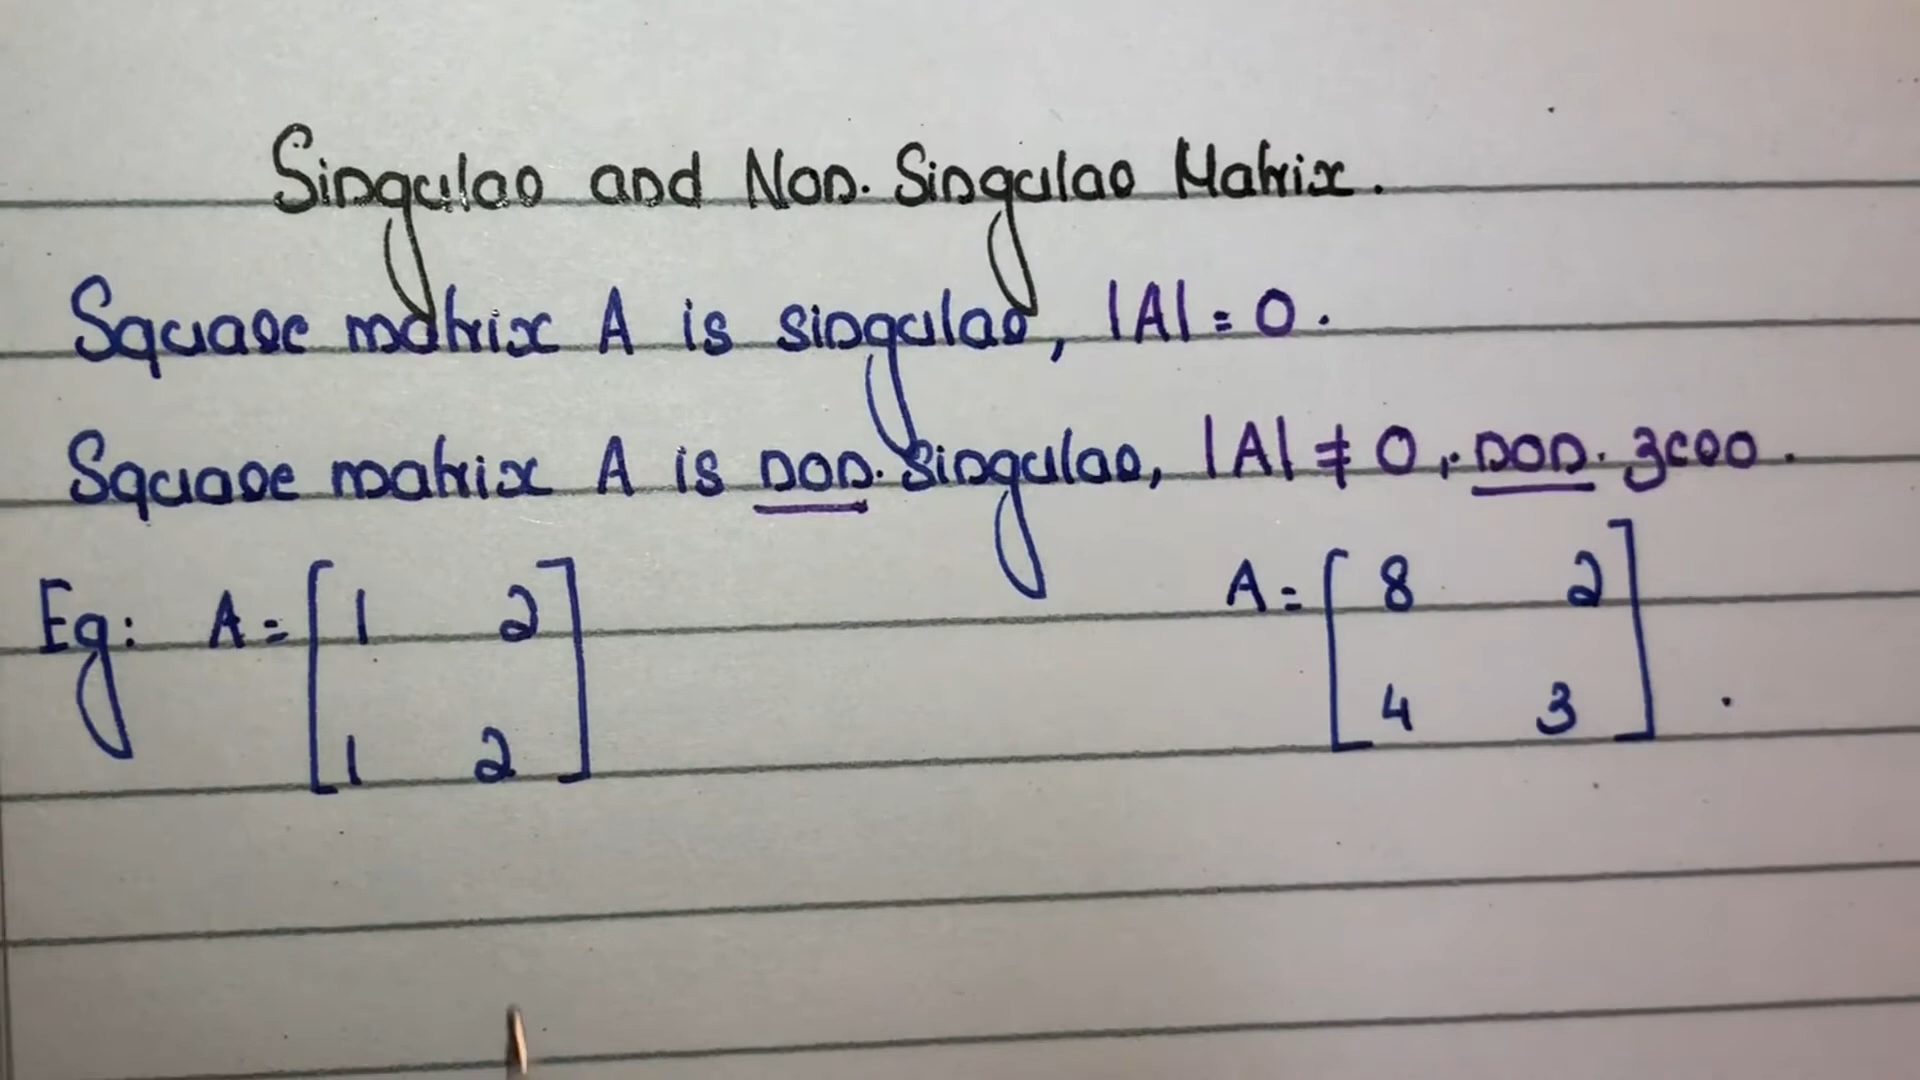 Singular and Non. Singular Matrix.
Square matrix A is singular, |A| = 0.
Square matrix A is non. singular, |A| ≠ 0, non. zero.
Eg: A = [ 1 2 A = [ 8 2
1 2 ] 4 3 ] .